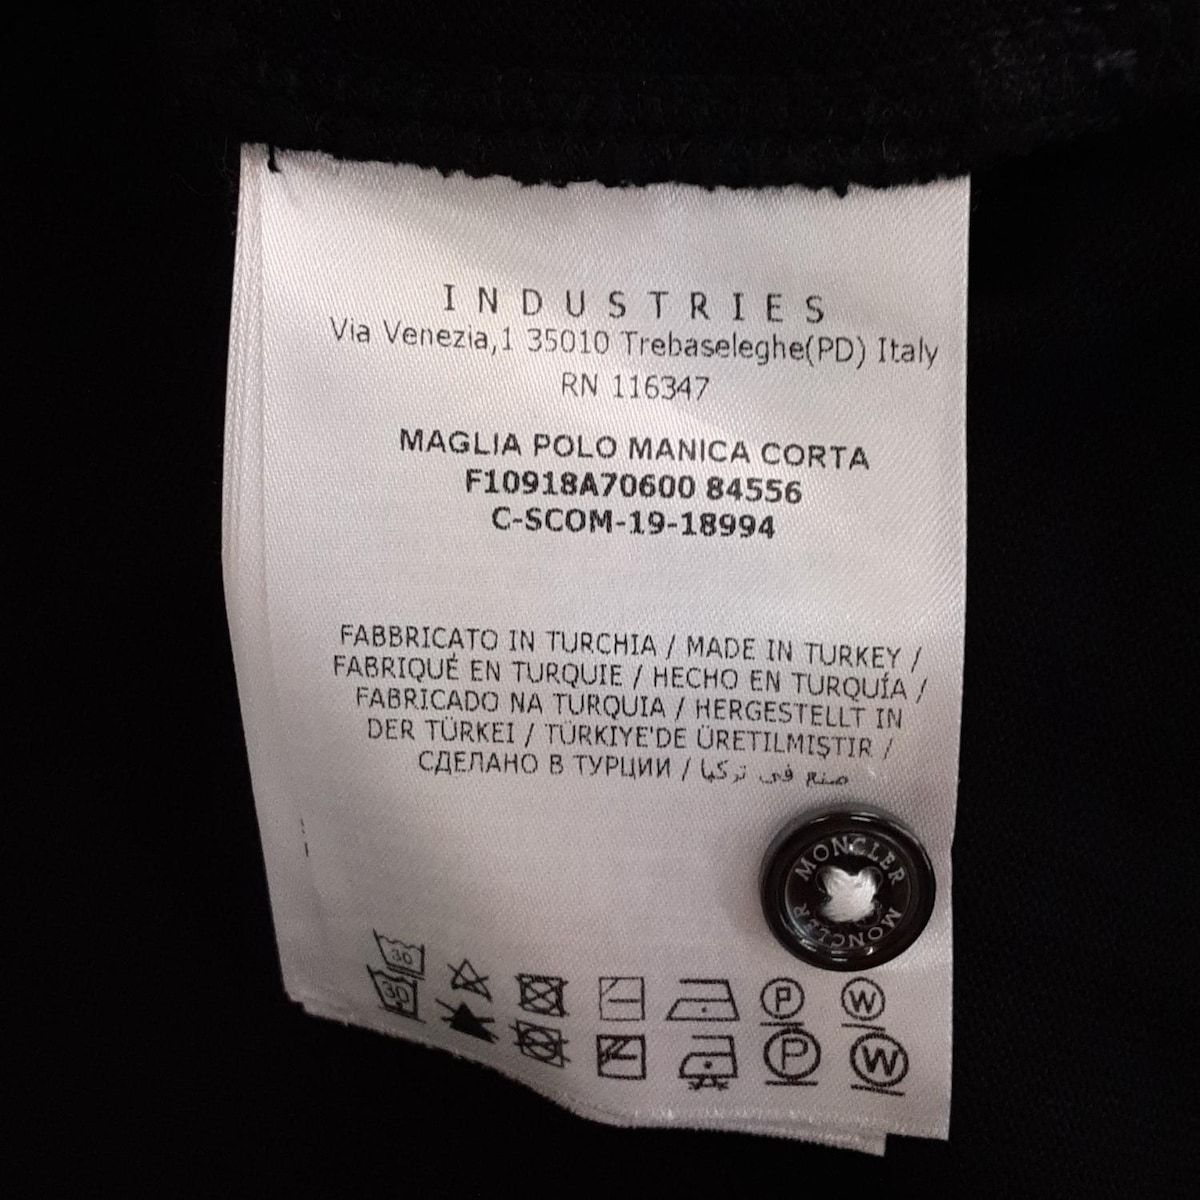 INDUSTRIES
Via Venezia,1 35010 Trebaseleghe(PD) Italy
RN 116347
MAGLIA POLO MANICA CORTA
F10918A70600 84556
C-SCOM-19-18994
FABBRICATO IN TURCHIA / MADE IN TURKEY /
FABRIQUÉ EN TURQUIE / HECHO EN TURQUÍA /
FABRICADO NA TURQUIA / HERGESTELLT IN
DER TÜRKEI / TÜRKIYE'DE ÜRETILMIŞTIR /
СДЕЛАНО В ТУРЦИИ / صنع في تركيا
MONCLER
MONCLER
30
P W
30
P W